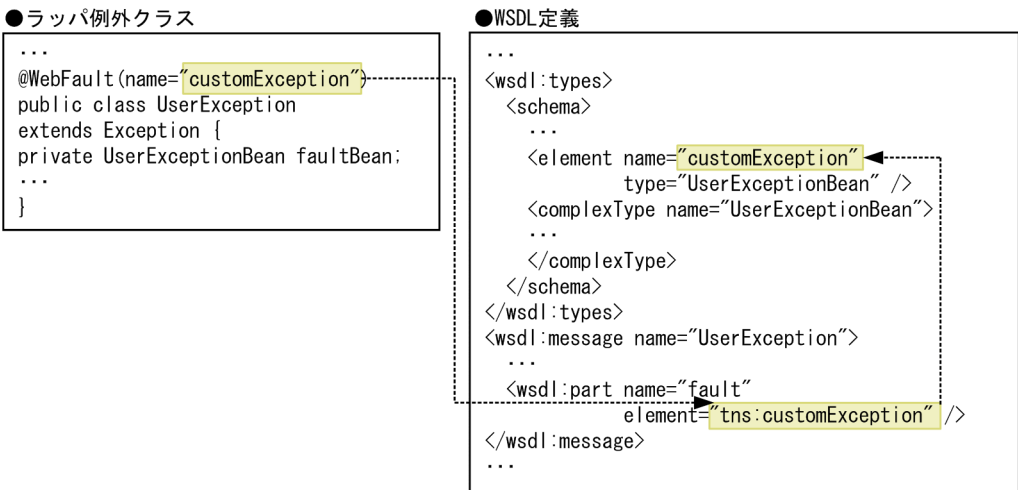 ●ラッパ例外クラス
...
@WebFault(name="customException")
public class UserException
extends Exception {
private UserExceptionBean faultBean;
...
}
●WSDL定義
...
<wsdl:types>
<schema>
...
<element name="customException"
type="UserExceptionBean" />
<complexType name="UserExceptionBean">
...
</complexType>
</schema>
</wsdl:types>
<wsdl:message name="UserException">
...
<wsdl:part name="fault"
element="tns:customException" />
</wsdl:message>
...